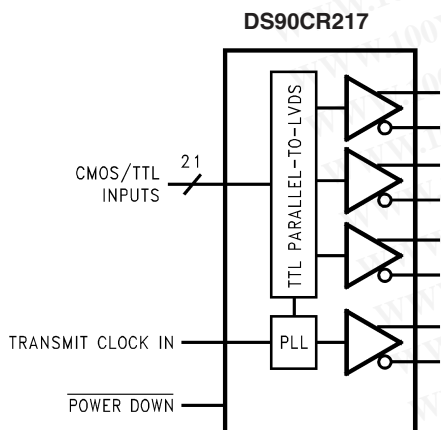 DS90CR217
CMOS/TTL
INPUTS
21
TTL PARALLEL-TO-LVDS
TRANSMIT CLOCK IN
PLL
POWER DOWN